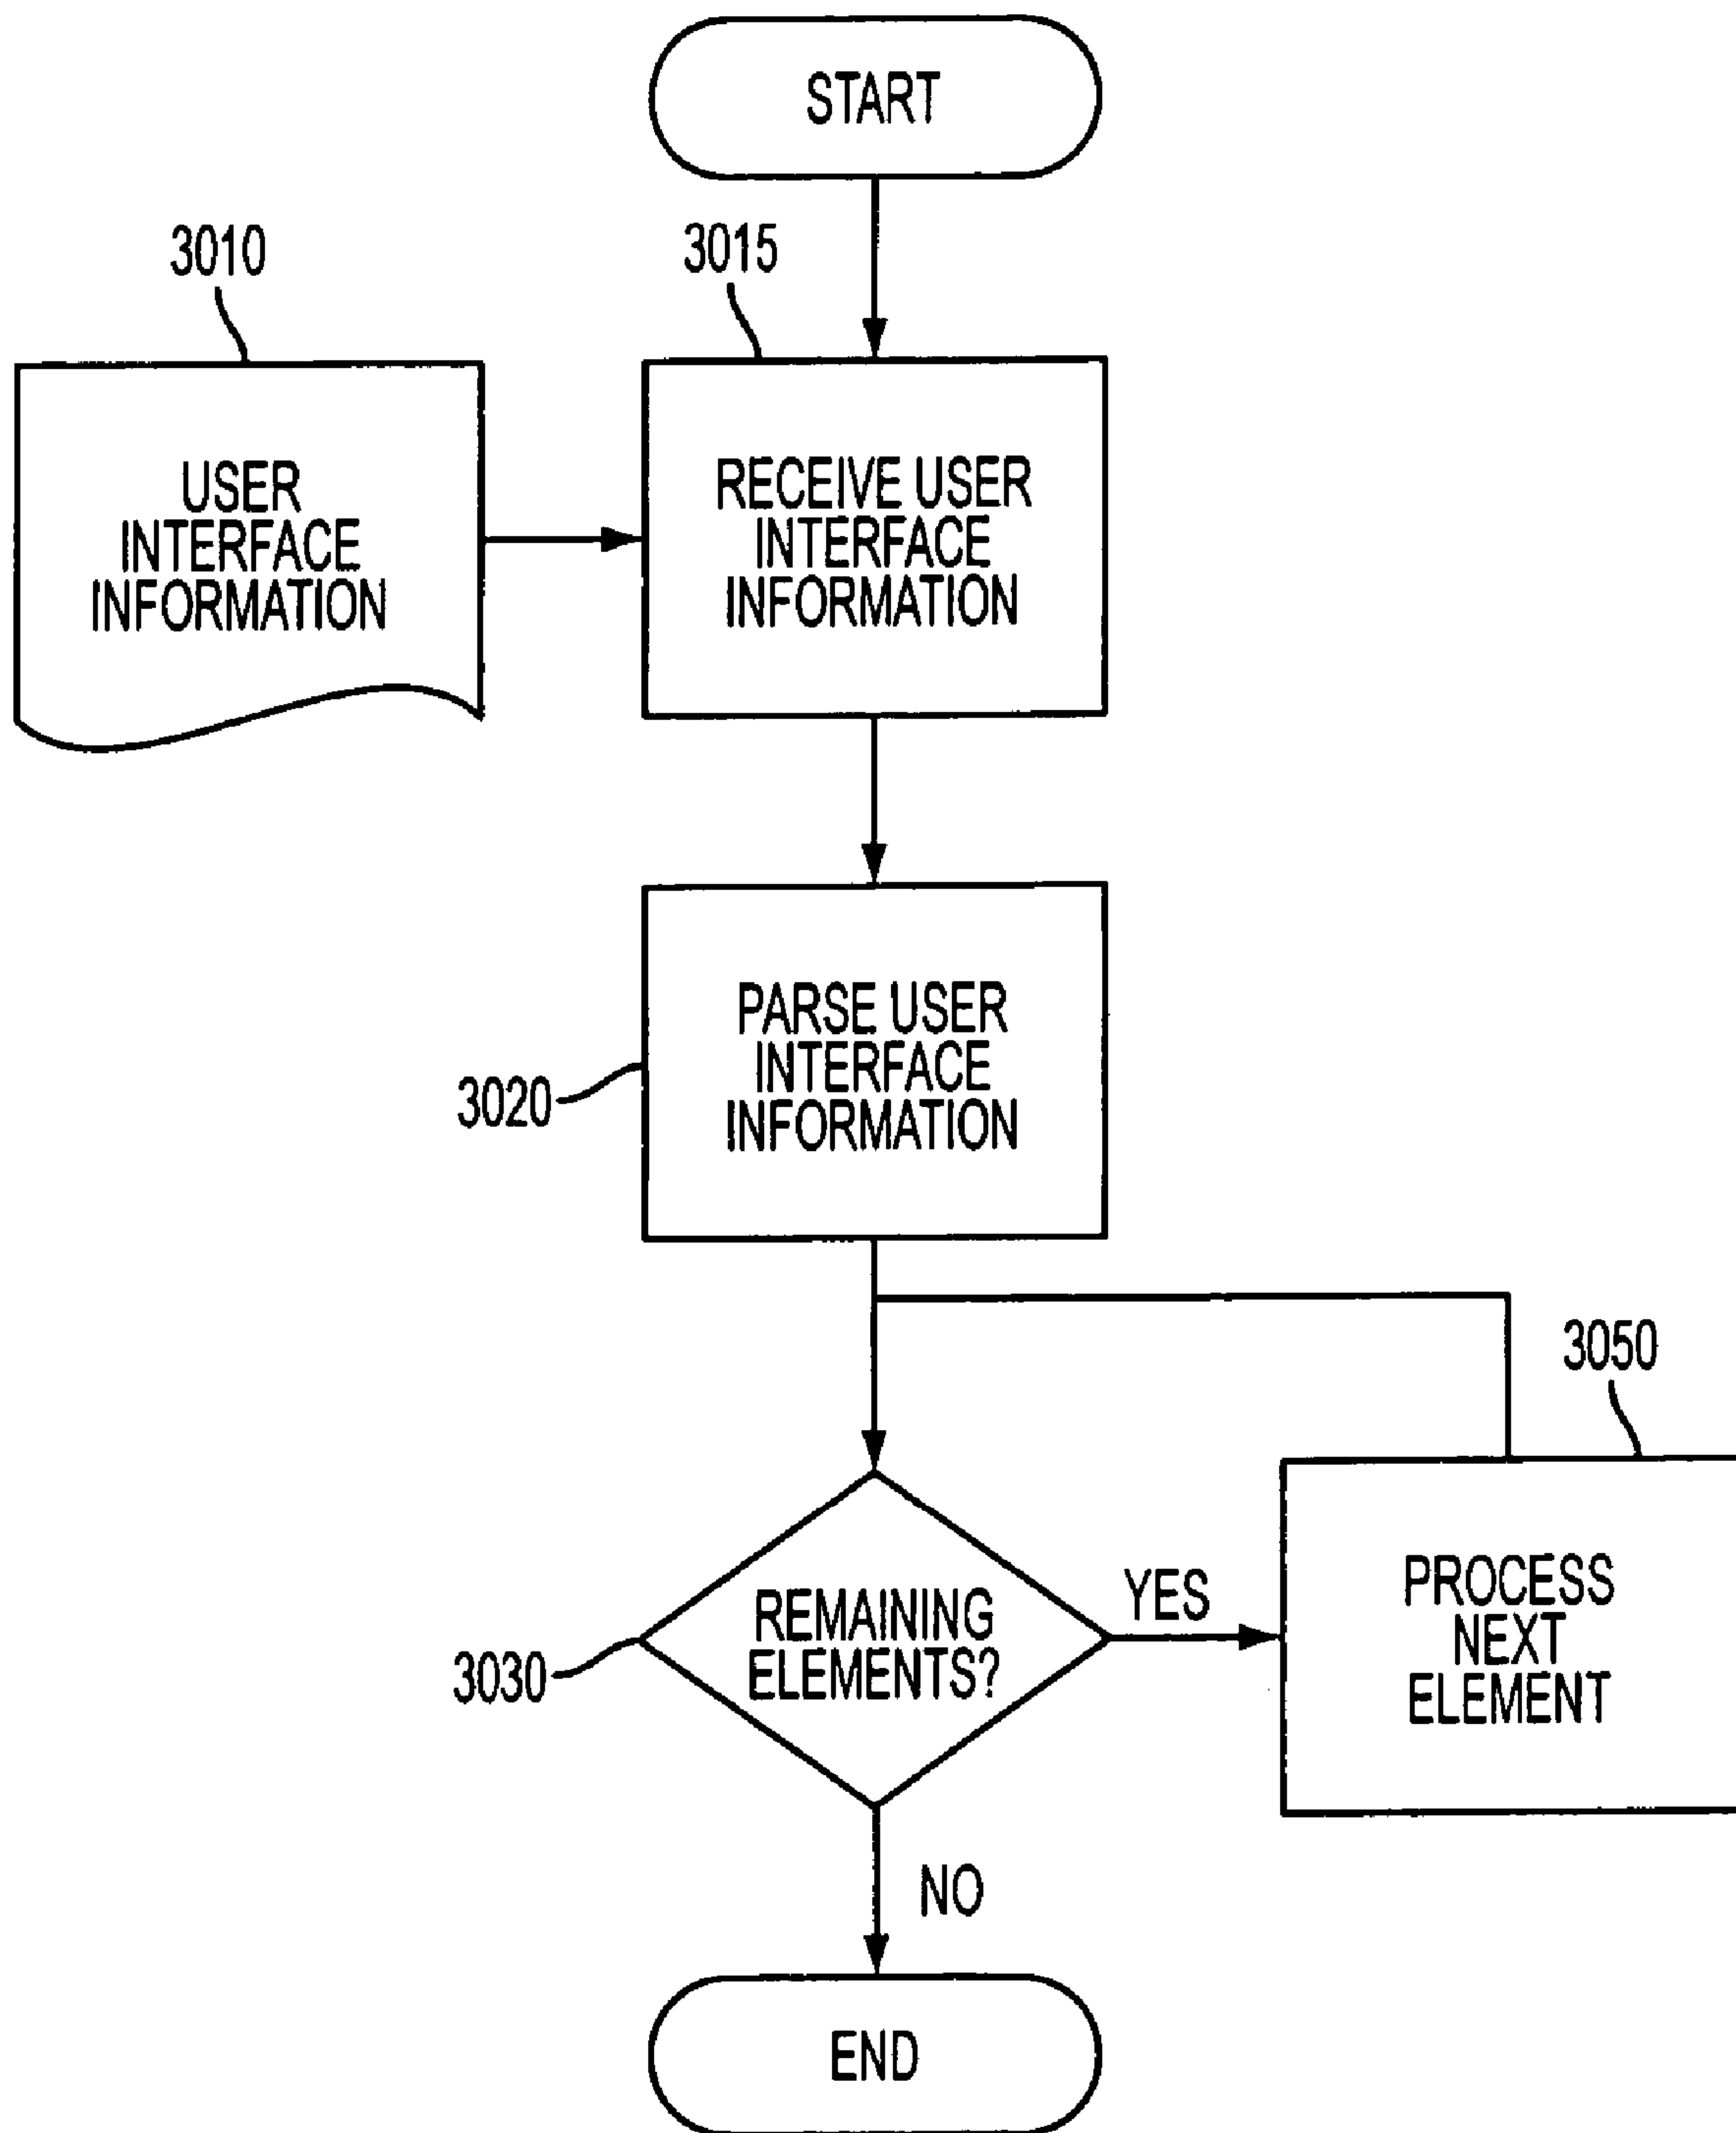 START
3010
3015
USER
INTERFACE
INFORMATION
RECEIVE USER
INTERFACE
INFORMATION
PARSE USER
INTERFACE
INFORMATION
3020
3050
REMAINING
ELEMENTS?
3030
YES
PROCESS
NEXT
ELEMENT
NO
END